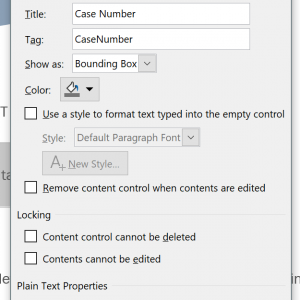 Title: Case Number
Tag: CaseNumber
Show as: Bounding Box
Color:
Use a style to format text typed into the empty control
Style: Default Paragraph Font
A+ New Style...
Remove content control when contents are edited
Locking
Content control cannot be deleted
Contents cannot be edited
Plain Text Properties